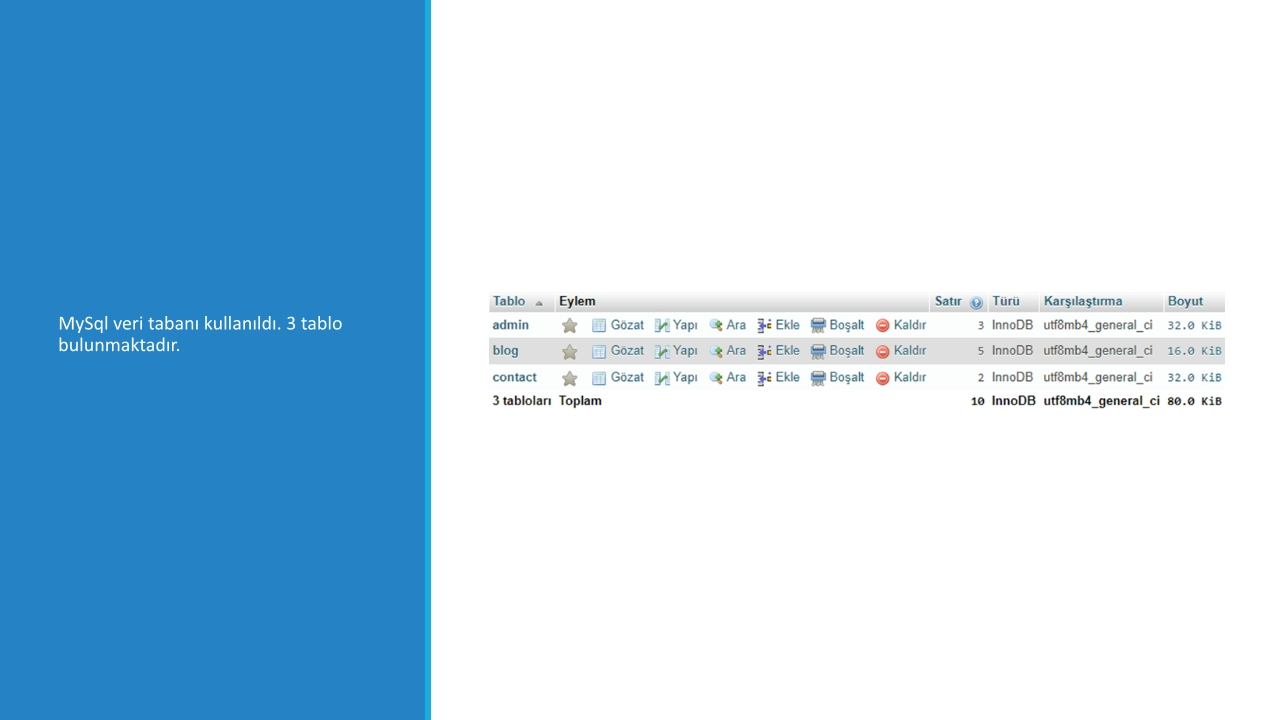 MySql veri tabanı kullanıldı. 3 tablo
bulunmaktadır.
Tablo Eylem Satır Türü Karşılaştırma Boyut
admin Gözat Yapı Ara Ekle Boşalt Kaldır 3 InnoDB utf8mb4_general_ci 32.0 KiB
blog Gözat Yapı Ara Ekle Boşalt Kaldır 5 InnoDB utf8mb4_general_ci 16.0 KiB
contact Gözat Yapı Ara Ekle Boşalt Kaldır 2 InnoDB utf8mb4_general_ci 32.0 KiB
3 tabloları Toplam 10 InnoDB utf8mb4_general_ci 80.0 KiB